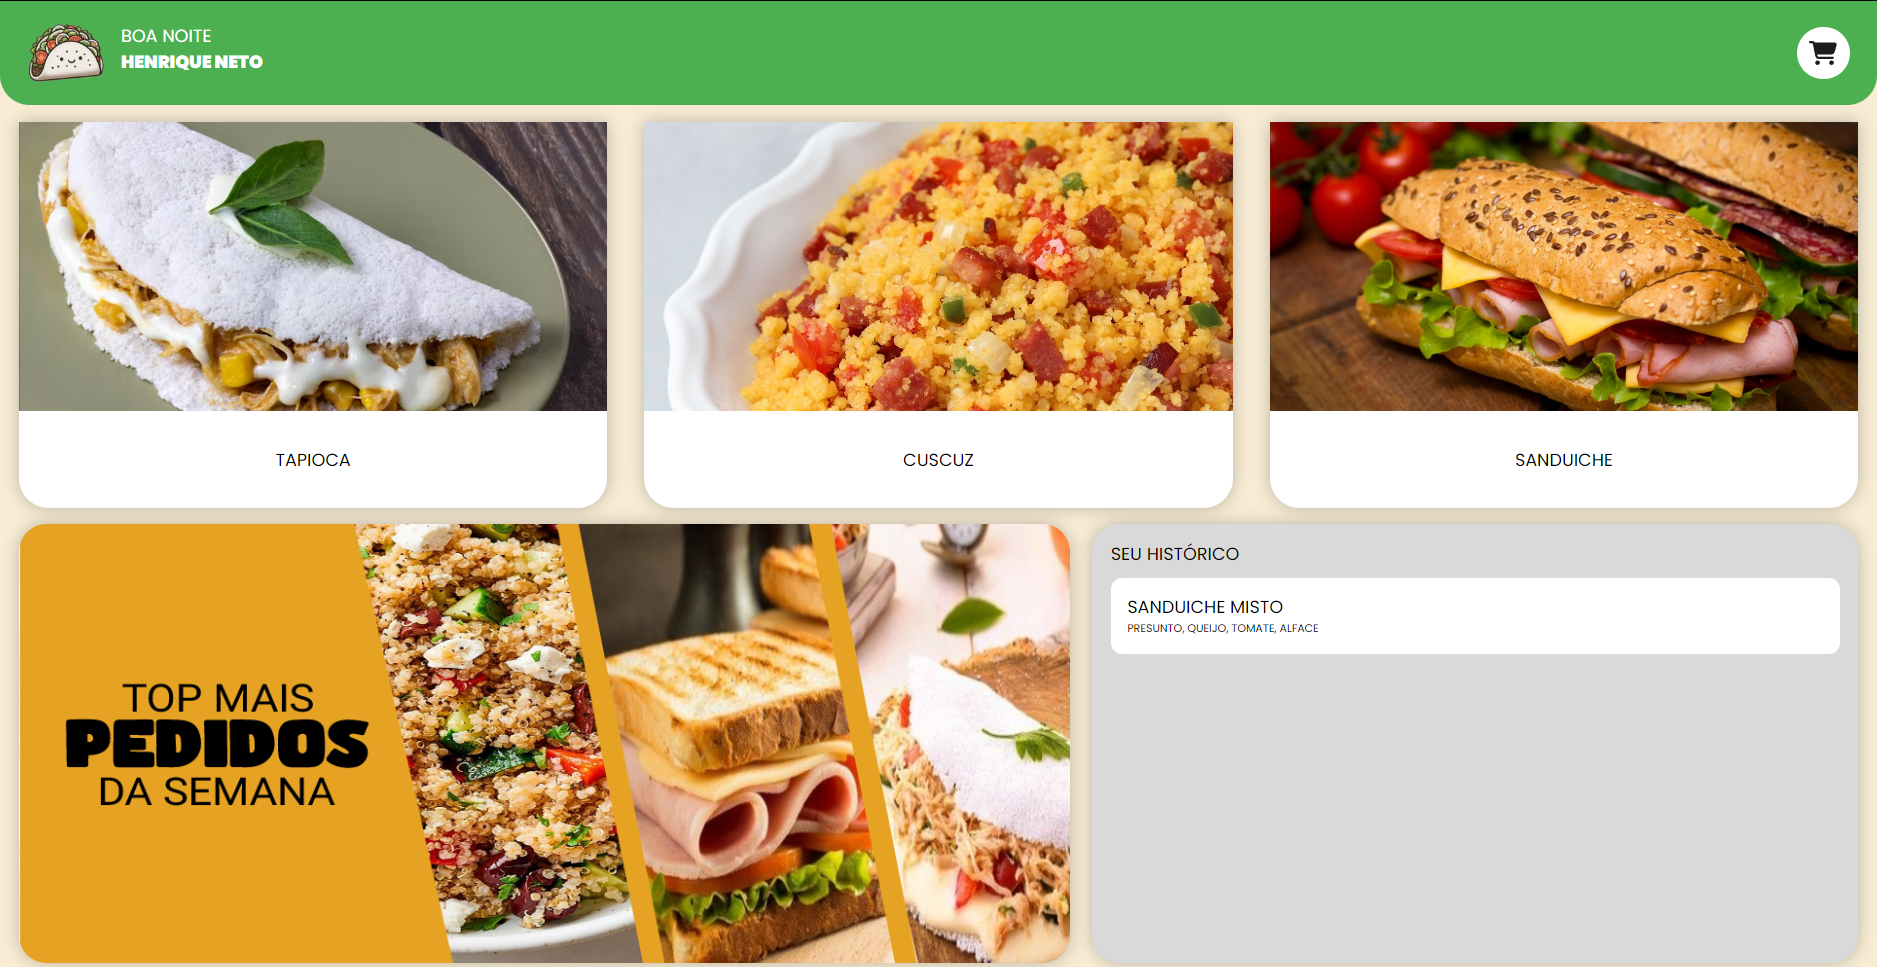 BOA NOITE
HENRIQUE NETO
TAPIOCA
CUSCUZ
SANDUICHE
TOP MAIS
PEDIDOS
DA SEMANA
SEU HISTÓRICO
SANDUICHE MISTO
PRESUNTO, QUEIJO, TOMATE, ALFACE